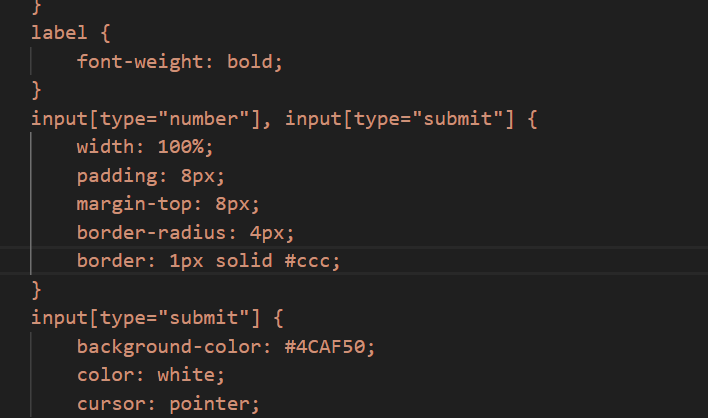 }
label {
    font-weight: bold;
}
input[type="number"], input[type="submit"] {
    width: 100%;
    padding: 8px;
    margin-top: 8px;
    border-radius: 4px;
    border: 1px solid #ccc;
}
input[type="submit"] {
    background-color: #4CAF50;
    color: white;
    cursor: pointer;